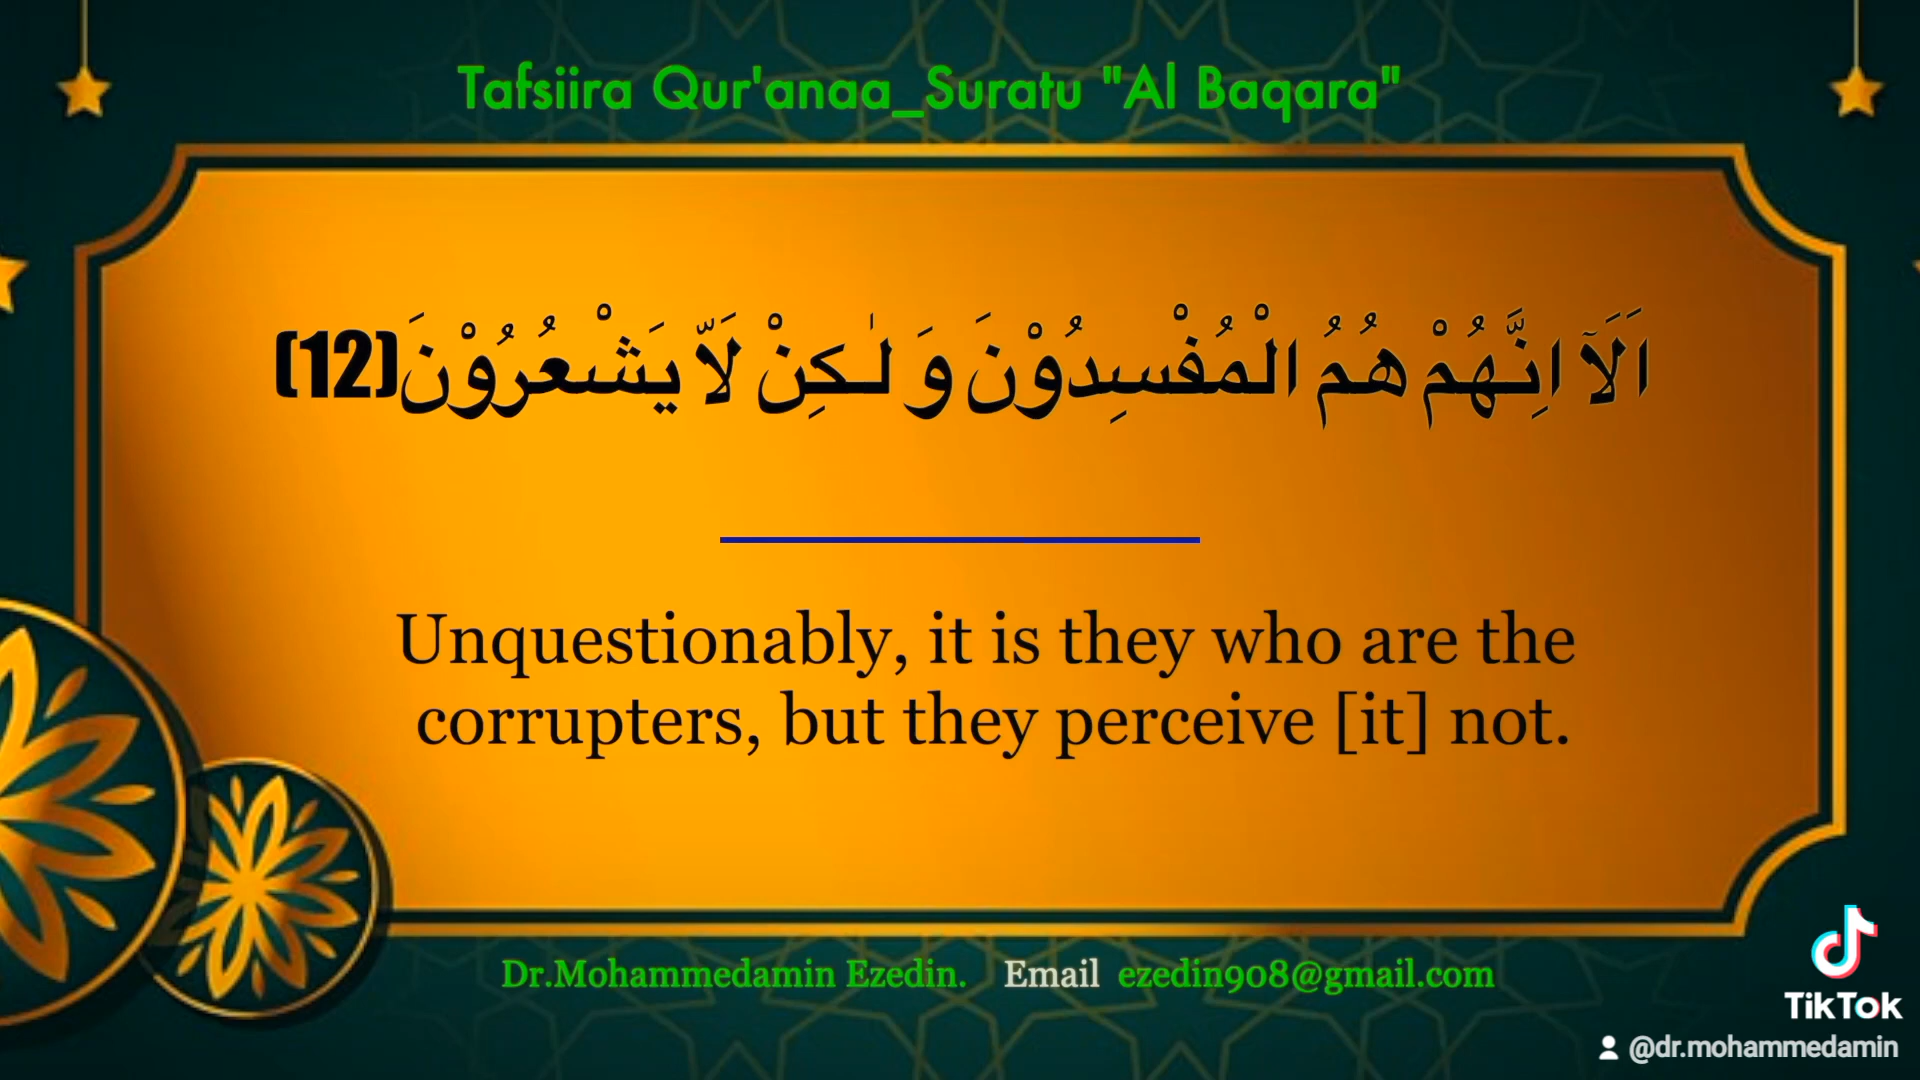 Tafsiira Qur'anaa_Suratu "Al Baqara"
اَلَاۤ اِنَّهُمْ هُمُ الْمُفْسِدُوْنَ وَ لٰـكِنْ لَّا يَشْعُرُوْنَ(12)
Unquestionably, it is they who are the
corrupters, but they perceive [it] not.
Dr.Mohammedamin Ezedin. Email ezedin908@gmail.com
TikTok
@dr.mohammedamin